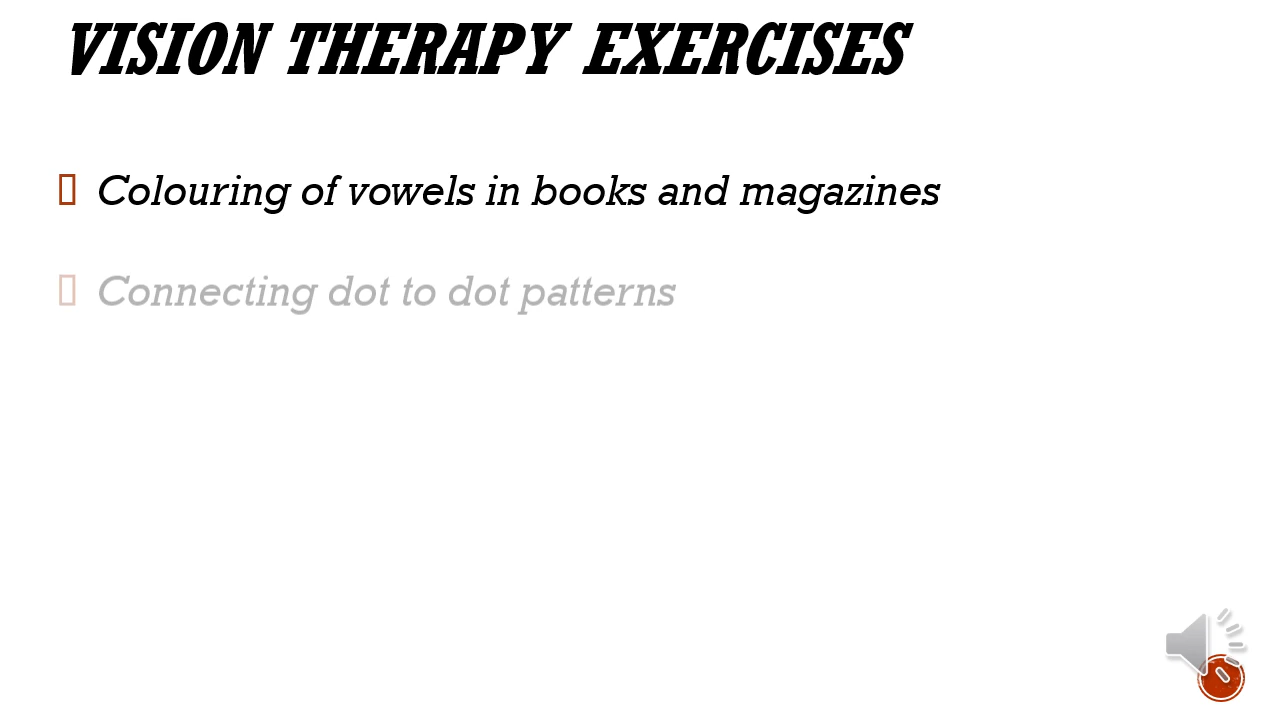 VISION THERAPY EXERCISES
Colouring of vowels in books and magazines
Connecting dot to dot patterns